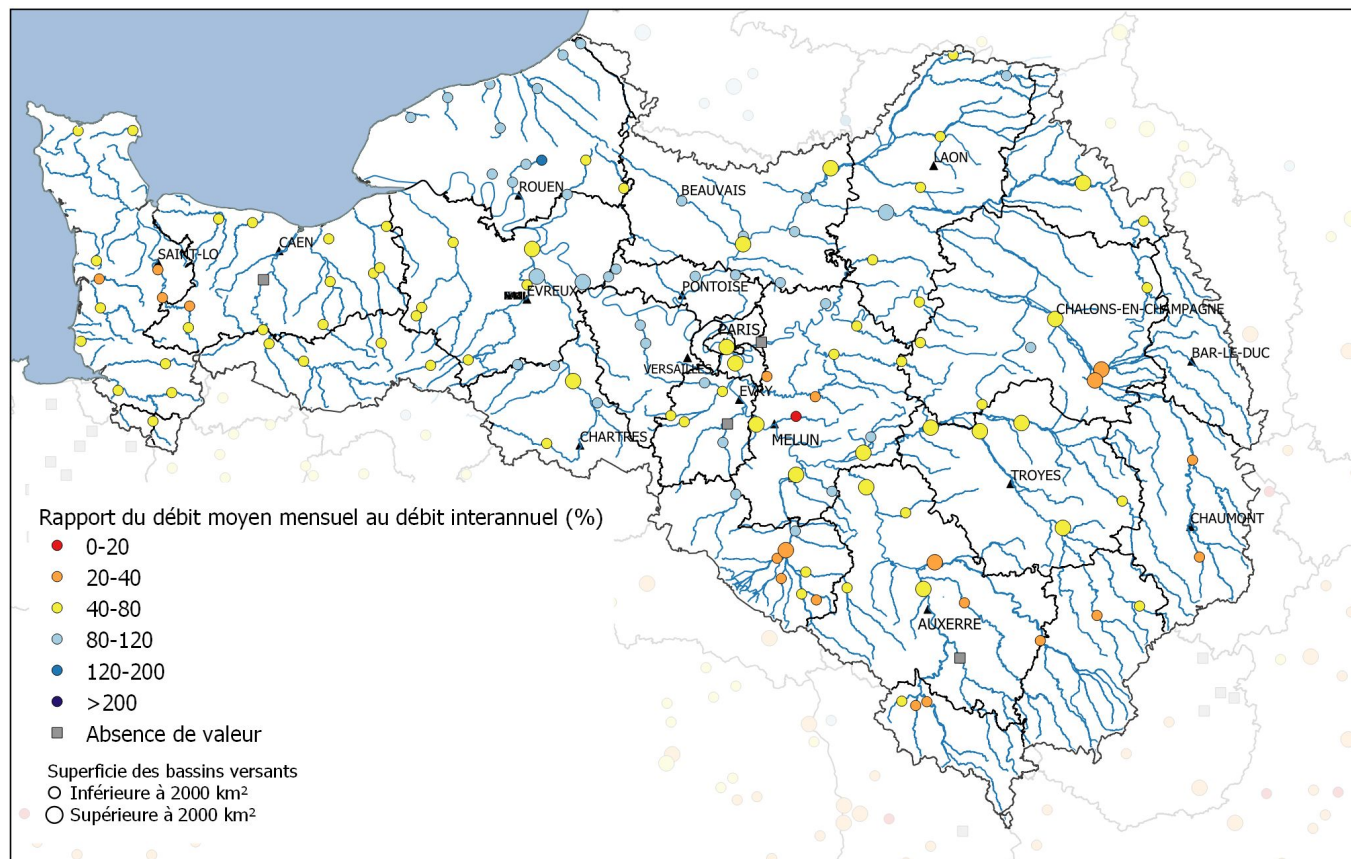 LAON
ROUEN
BEAUVAIS
CAEN
SAINT-LO
PONTOISE
EVREUX
CHALONS-EN-CHAMPAGNE
PARIS
BAR-LE-DUC
VERSAILLES
EVRY
CHARTRES
MELUN
TROYES
CHAUMONT
AUXERRE
Rapport du débit moyen mensuel au débit interannuel (%)
0-20
20-40
40-80
80-120
120-200
>200
Absence de valeur
Superficie des bassins versants
Inférieure à 2000 km²
Supérieure à 2000 km²